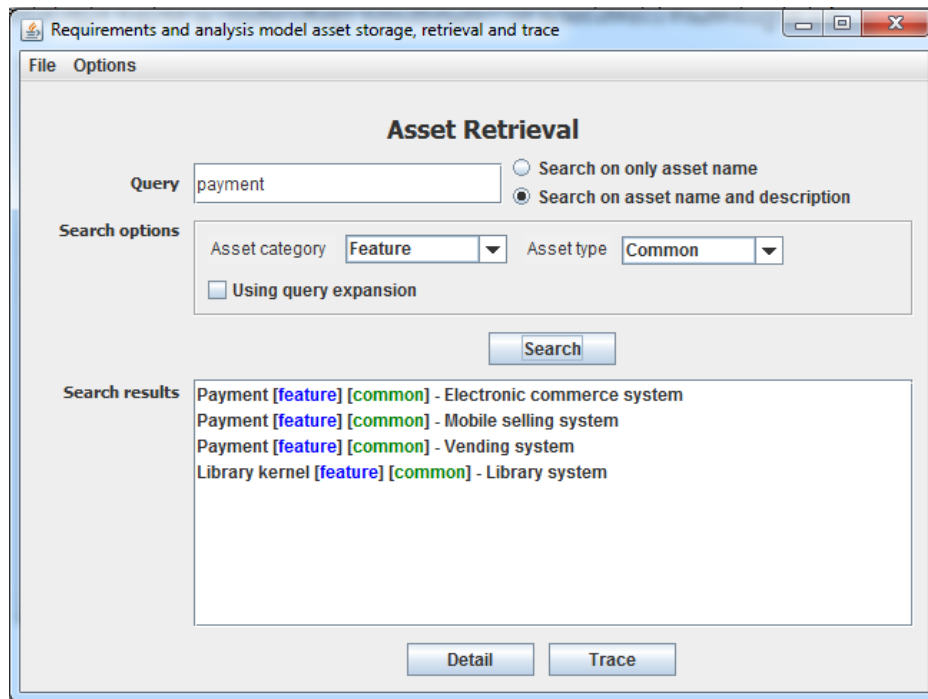 Requirements and analysis model asset storage, retrieval and trace
File Options
Asset Retrieval
Query payment
Search on only asset name
Search on asset name and description
Search options
Asset category Feature Asset type Common
Using query expansion
Search
Search results
Payment [feature] [common] - Electronic commerce system
Payment [feature] [common] - Mobile selling system
Payment [feature] [common] - Vending system
Library kernel [feature] [common] - Library system
Detail Trace